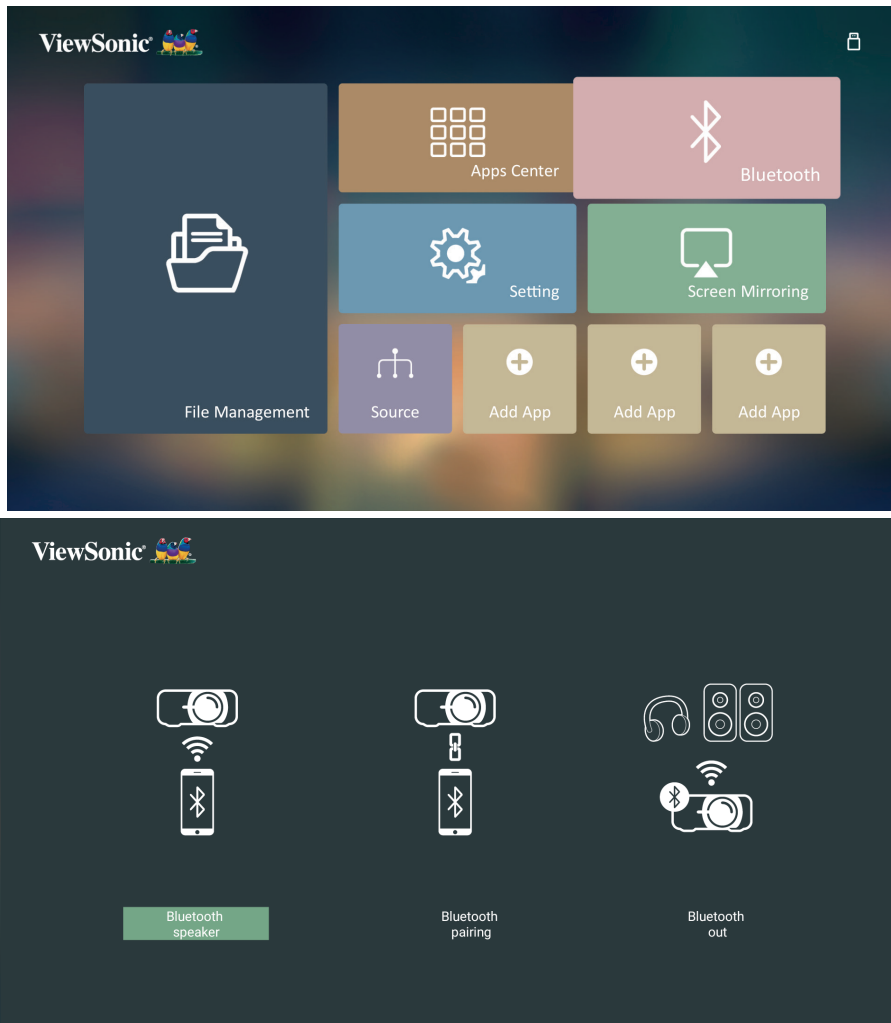 ViewSonic®
Apps Center
Bluetooth
Setting
Screen Mirroring
File Management
Source
Add App
Add App
Add App
ViewSonic®
Bluetooth
speaker
Bluetooth
pairing
Bluetooth
out